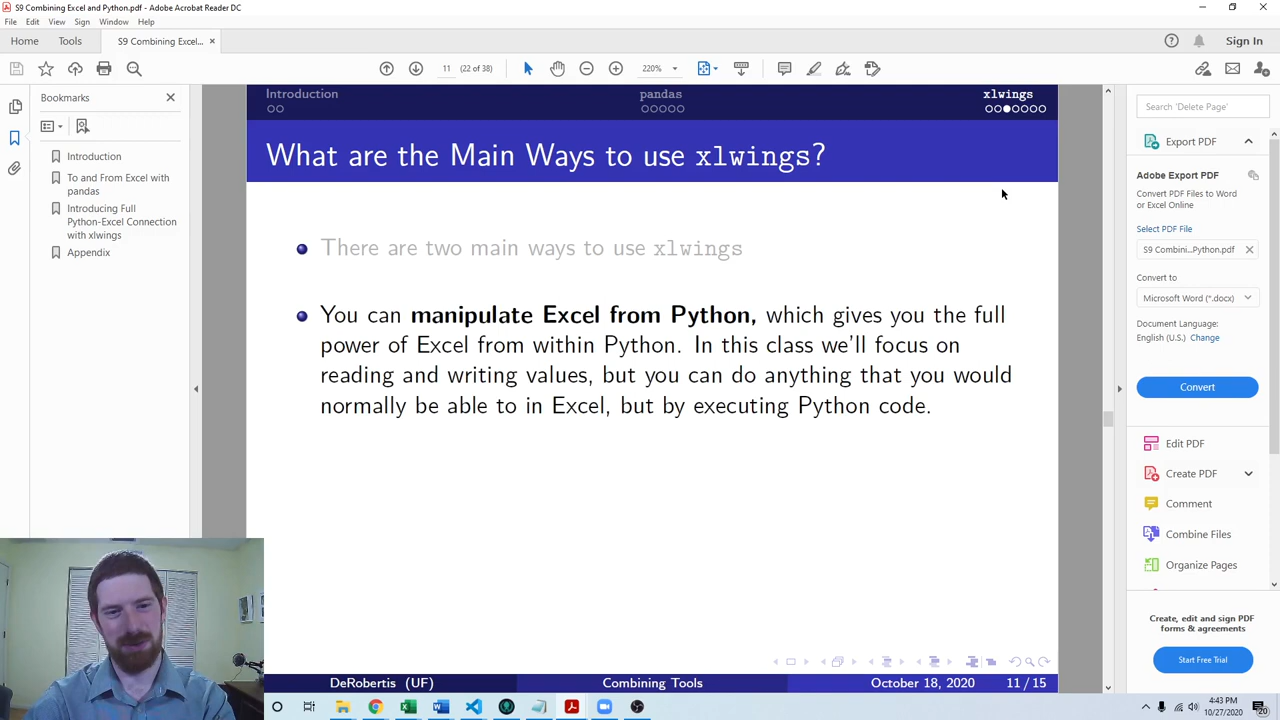 S9 Combining Excel and Python.pdf - Adobe Acrobat Reader DC
File Edit View Sign Window Help
Home Tools S9 Combining Excel... × Sign In
11 (22 of 38) 220%
Bookmarks
Introduction
To and From Excel with
pandas
Introducing Full
Python-Excel Connection
with xlwings
Appendix
Introduction pandas xlwings
What are the Main Ways to use xlwings?
There are two main ways to use xlwings
You can manipulate Excel from Python, which gives you the full
power of Excel from within Python. In this class we'll focus on
reading and writing values, but you can do anything that you would
normally be able to in Excel, but by executing Python code.
DeRobertis (UF) Combining Tools October 18, 2020 11/15
Search 'Delete Page'
Export PDF
Adobe Export PDF
Convert PDF Files to Word
or Excel Online
Select PDF File
S9 Combini...Python.pdf ×
Convert to
Microsoft Word (*.docx)
Document Language:
English (U.S.) Change
Convert
Edit PDF
Create PDF
Comment
Combine Files
Organize Pages
Create, edit and sign PDF
forms & agreements
Start Free Trial
4:43 PM
10/27/2020
20